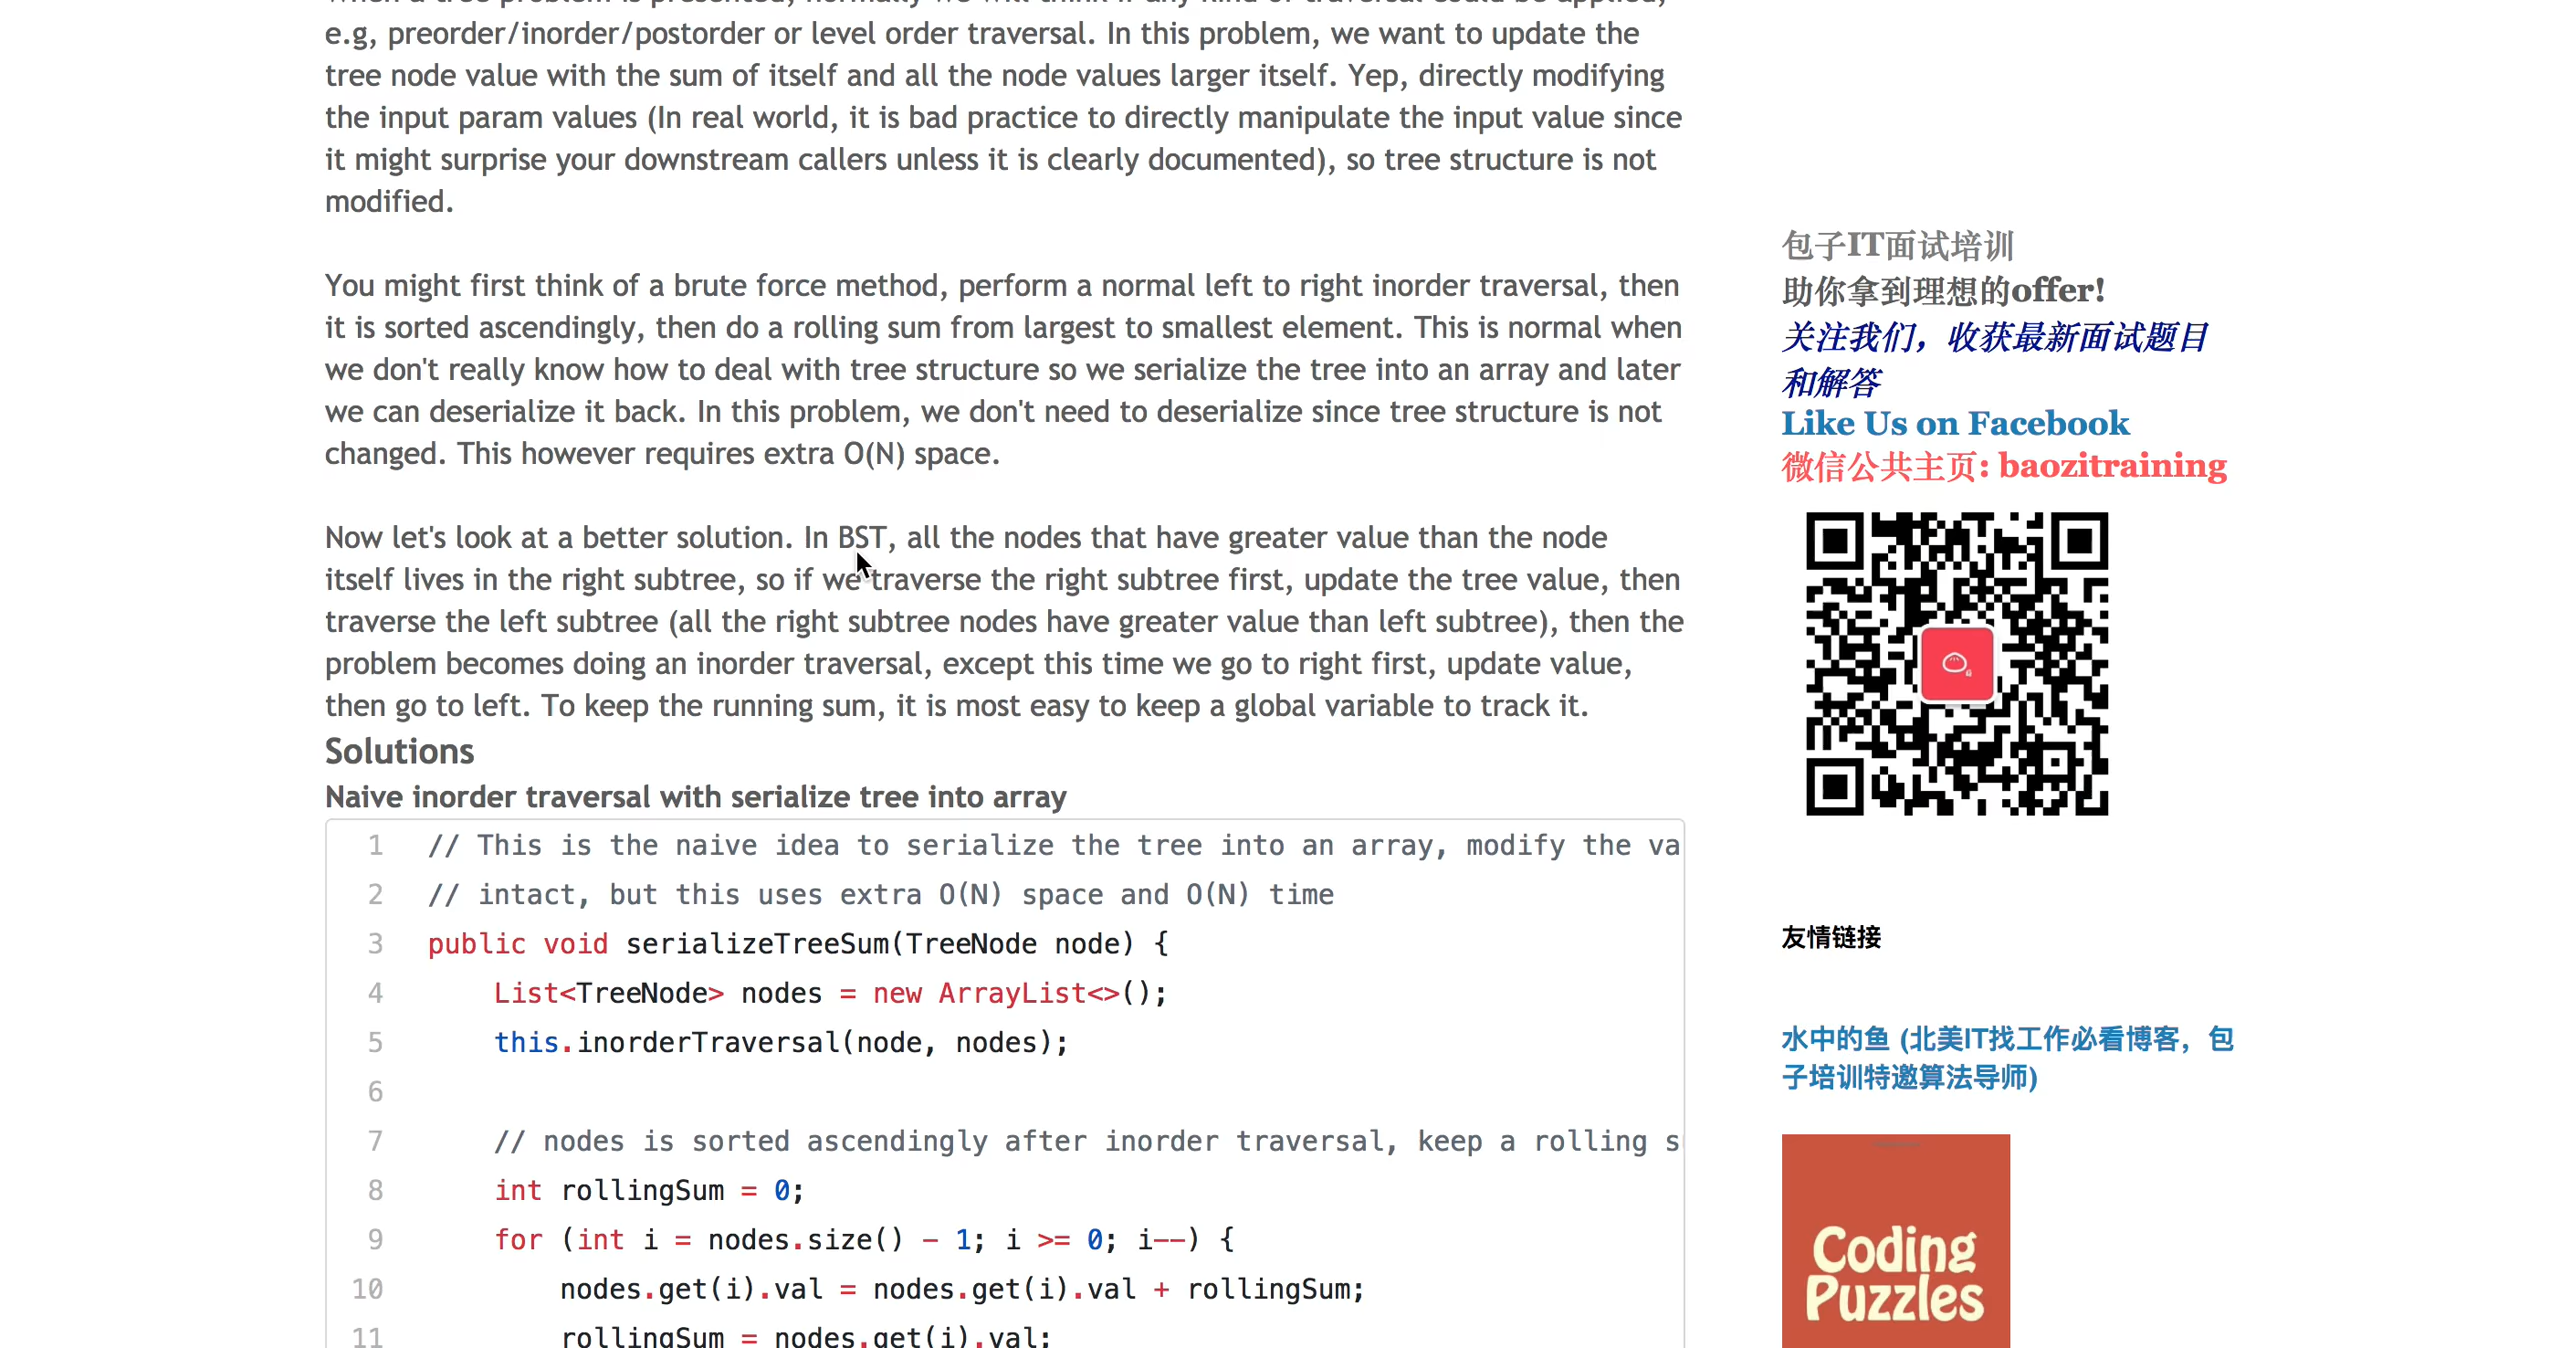 e.g, preorder/inorder/postorder or level order traversal. In this problem, we want to update the
tree node value with the sum of itself and all the node values larger itself. Yep, directly modifying
the input param values (In real world, it is bad practice to directly manipulate the input value since
it might surprise your downstream callers unless it is clearly documented), so tree structure is not
modified.
You might first think of a brute force method, perform a normal left to right inorder traversal, then
it is sorted ascendingly, then do a rolling sum from largest to smallest element. This is normal when
we don't really know how to deal with tree structure so we serialize the tree into an array and later
we can deserialize it back. In this problem, we don't need to deserialize since tree structure is not
changed. This however requires extra O(N) space.
Now let's look at a better solution. In BST, all the nodes that have greater value than the node
itself lives in the right subtree, so if we traverse the right subtree first, update the tree value, then
traverse the left subtree (all the right subtree nodes have greater value than left subtree), then the
problem becomes doing an inorder traversal, except this time we go to right first, update value,
then go to left. To keep the running sum, it is most easy to keep a global variable to track it.
Solutions
Naive inorder traversal with serialize tree into array
1 // This is the naive idea to serialize the tree into an array, modify the va
2 // intact, but this uses extra O(N) space and O(N) time
3 public void serializeTreeSum(TreeNode node) {
4 List<TreeNode> nodes = new ArrayList<>();
5 this.inorderTraversal(node, nodes);
6
7 // nodes is sorted ascendingly after inorder traversal, keep a rolling s
8 int rollingSum = 0;
9 for (int i = nodes.size() - 1; i >= 0; i--) {
10 nodes.get(i).val = nodes.get(i).val + rollingSum;
11 rollingSum = nodes.get(i).val;
包子IT面试培训
助你拿到理想的offer!
关注我们，收获最新面试题目
和解答
Like Us on Facebook
微信公共主页: baozitraining
友情链接
水中的鱼 (北美IT找工作必看博客，包
子培训特邀算法导师)
Coding
Puzzles